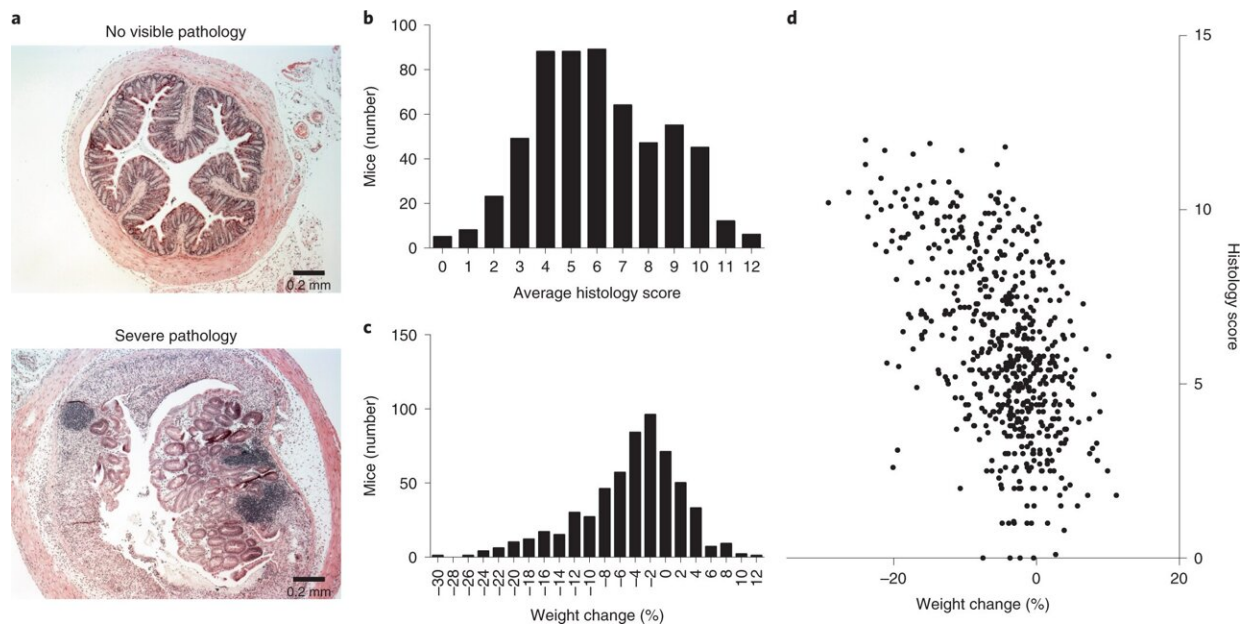 a
No visible pathology
0.2 mm
Severe pathology
0.2 mm
b
100
80
60
40
20
0
Mice (number)
0 1 2 3 4 5 6 7 8 9 10 11 12
Average histology score
c
150
100
50
0
Mice (number)
−30 −28 −26 −24 −22 −20 −18 −16 −14 −12 −10 −8 −6 −4 −2 0 2 4 6 8 10 12
Weight change (%)
d
15
10
5
0
Histology score
−20 0 20
Weight change (%)